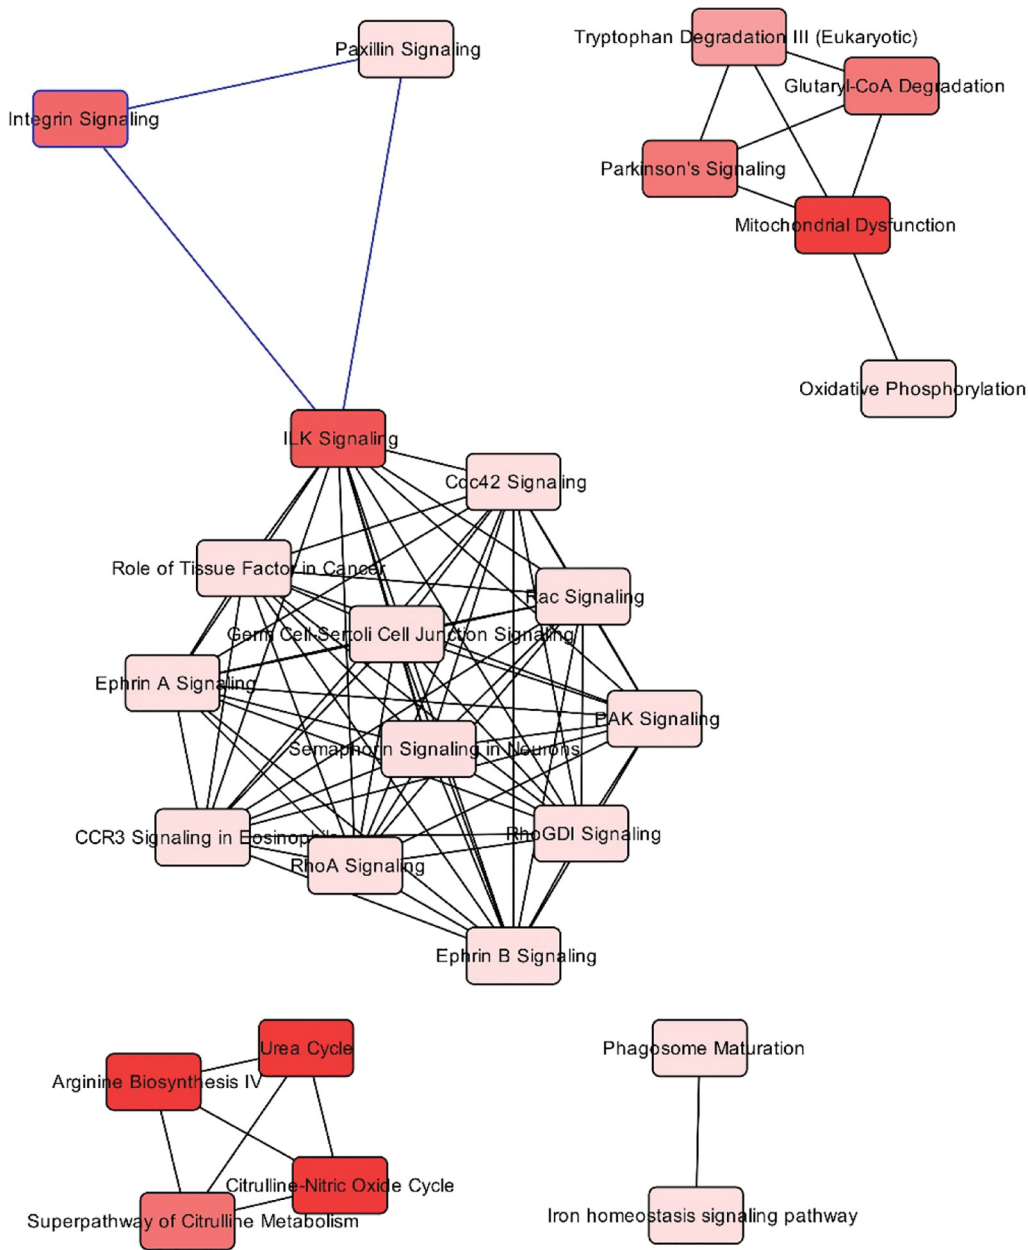 Paxillin Signaling
Integrin Signaling
Tryptophan Degradation III (Eukaryotic)
Glutaryl-CoA Degradation
Parkinson's Signaling
Mitochondrial Dysfunction
Oxidative Phosphorylation
ILK Signaling
Cdc42 Signaling
Role of Tissue Factor in Cancer
Rac Signaling
Germ Cell-Sertoli Cell Junction Signaling
Ephrin A Signaling
PAK Signaling
Semaphorin Signaling in Neurons
CCR3 Signaling in Eosinophils
RhoGDI Signaling
RhoA Signaling
Ephrin B Signaling
Urea Cycle
Arginine Biosynthesis IV
Citrulline-Nitric Oxide Cycle
Superpathway of Citrulline Metabolism
Phagosome Maturation
Iron homeostasis signaling pathway